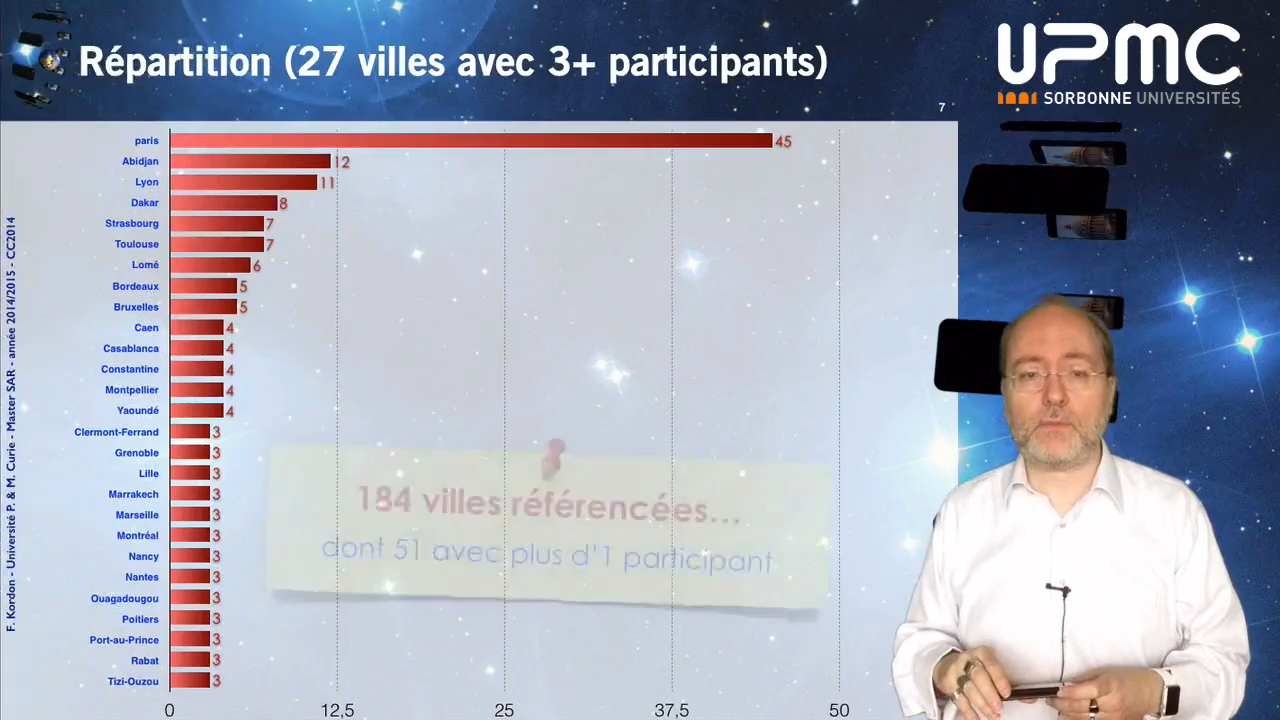 Répartition (27 villes avec 3+ participants)
UPMC
SORBONNE UNIVERSITÉS
7
F. Kordon - Université P. & M. Curie - Master SAR - année 2014/2015 - CC2014
paris 45
Abidjan 12
Lyon 11
Dakar 8
Strasbourg 7
Toulouse 7
Lomé 6
Bordeaux 5
Bruxelles 5
Caen 4
Casablanca 4
Constantine 4
Montpellier 4
Yaoundé 4
Clermont-Ferrand 3
Grenoble 3
Lille 3
Marrakech 3
Marseille 3
Montréal 3
Nancy 3
Nantes 3
Ouagadougou 3
Poitiers 3
Port-au-Prince 3
Rabat 3
Tizi-Ouzou 3
184 villes référencées...
dont 51 avec plus d'1 participant
0 12,5 25 37,5 50